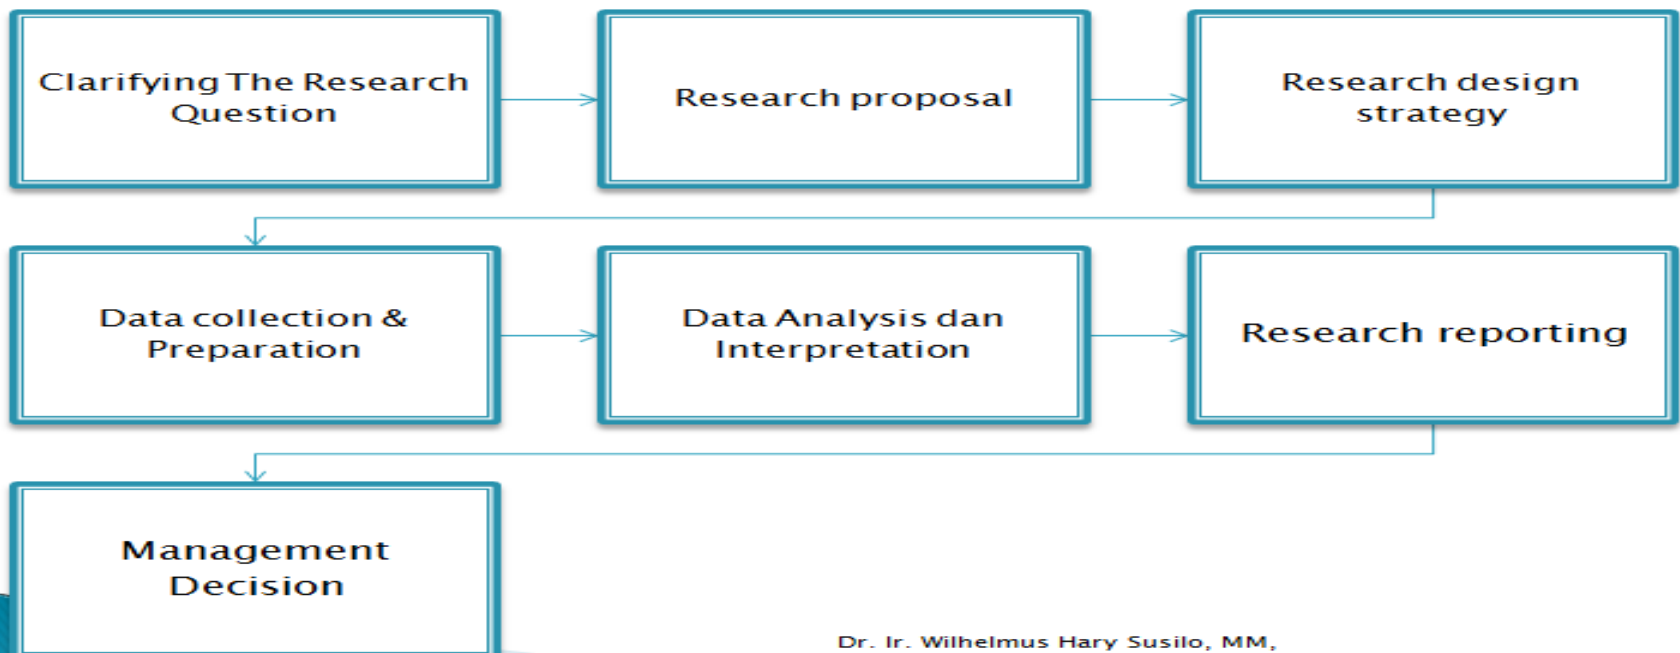 Clarifying The Research
Question
Research proposal
Research design
strategy
Data collection &
Preparation
Data Analysis dan
Interpretation
Research reporting
Management
Decision
Dr. Ir. Wilhelmus Hary Susilo, MM,